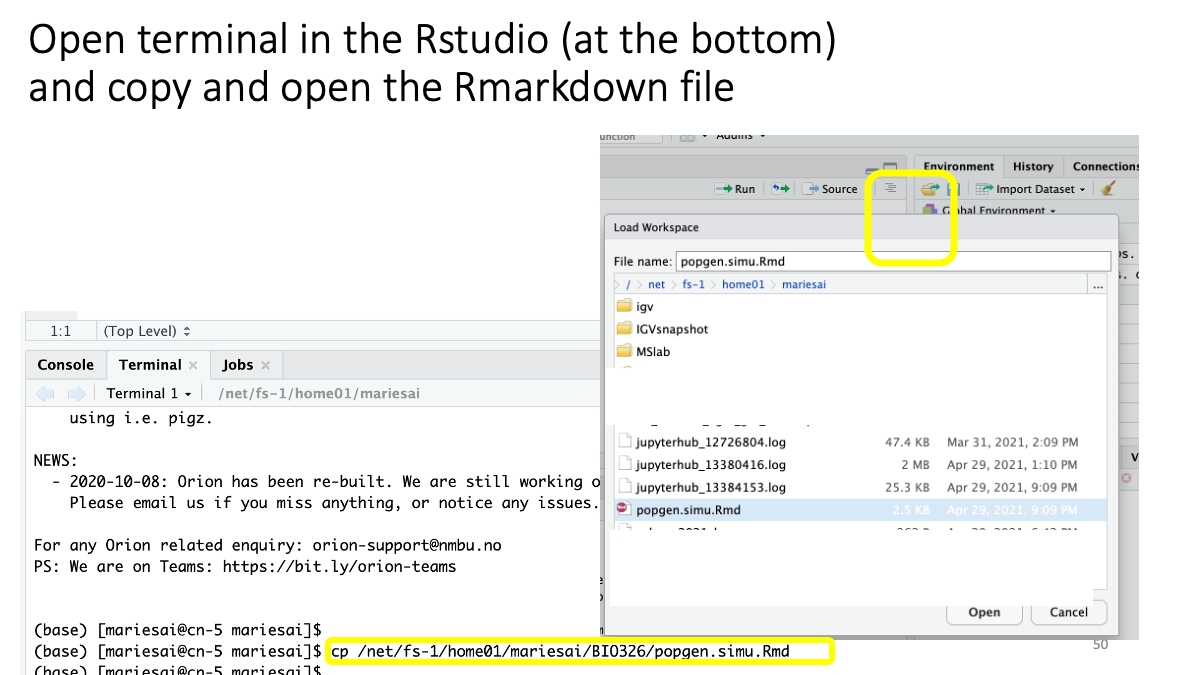 Open terminal in the Rstudio (at the bottom)
and copy and open the Rmarkdown file
Addins
Environment History Connections
Run Source Import Dataset
Global Environment
Load Workspace
File name: popgen.simu.Rmd
/ net fs-1 home01 mariesai ...
igv
IGVsnapshot
MSlab
jupyterhub_12726804.log 47.4 KB Mar 31, 2021, 2:09 PM
jupyterhub_13380416.log 2 MB Apr 29, 2021, 1:10 PM
jupyterhub_13384153.log 25.3 KB Apr 29, 2021, 9:09 PM
popgen.simu.Rmd 2.5 KB Apr 29, 2021, 9:09 PM
Open Cancel
1:1 (Top Level)
Console Terminal Jobs
Terminal 1 /net/fs-1/home01/mariesai
using i.e. pigz.
NEWS:
- 2020-10-08: Orion has been re-built. We are still working o
Please email us if you miss anything, or notice any issues.
For any Orion related enquiry: orion-support@nmbu.no
PS: We are on Teams: https://bit.ly/orion-teams
(base) [mariesai@cn-5 mariesai]$
(base) [mariesai@cn-5 mariesai]$ cp /net/fs-1/home01/mariesai/BIO326/popgen.simu.Rmd
(base) [mariesai@cn-5 mariesai]$
50